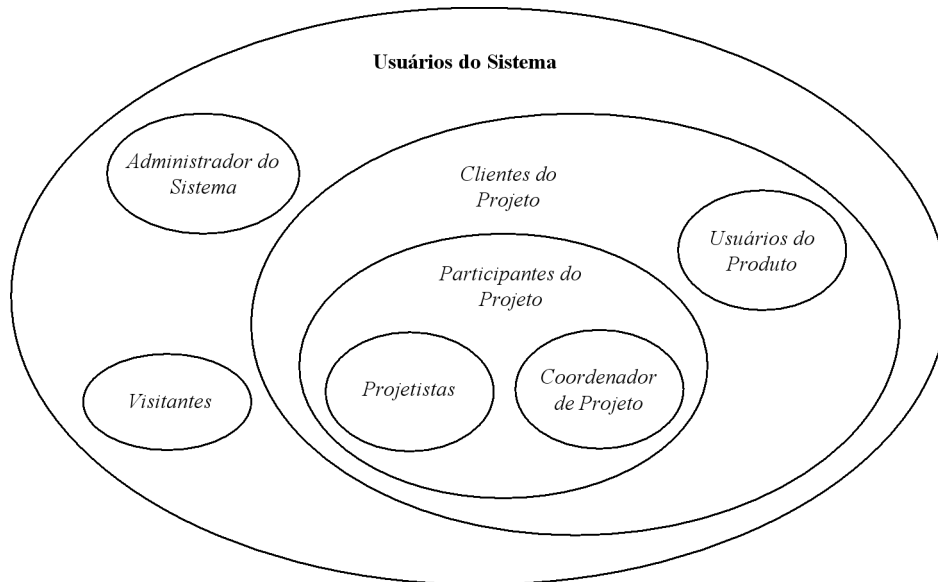 Usuários do Sistema
Administrador do
Sistema
Clientes do
Projeto
Usuários do
Produto
Participantes do
Projeto
Projetistas
Coordenador
de Projeto
Visitantes